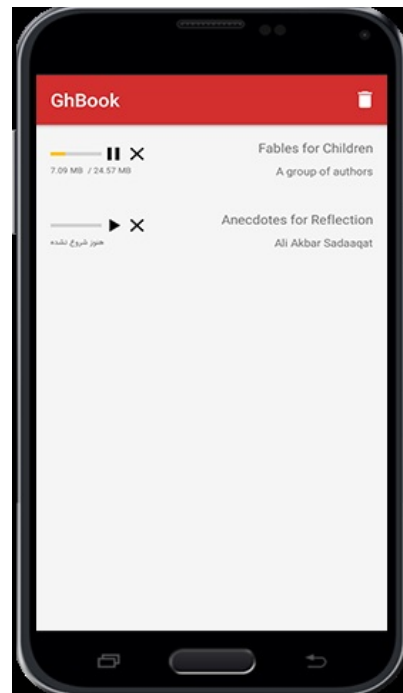 GhBook
Fables for Children
7.09 MB / 24.57 MB
A group of authors
Anecdotes for Reflection
هنوز شروع نشده
Ali Akbar Sadaaqat